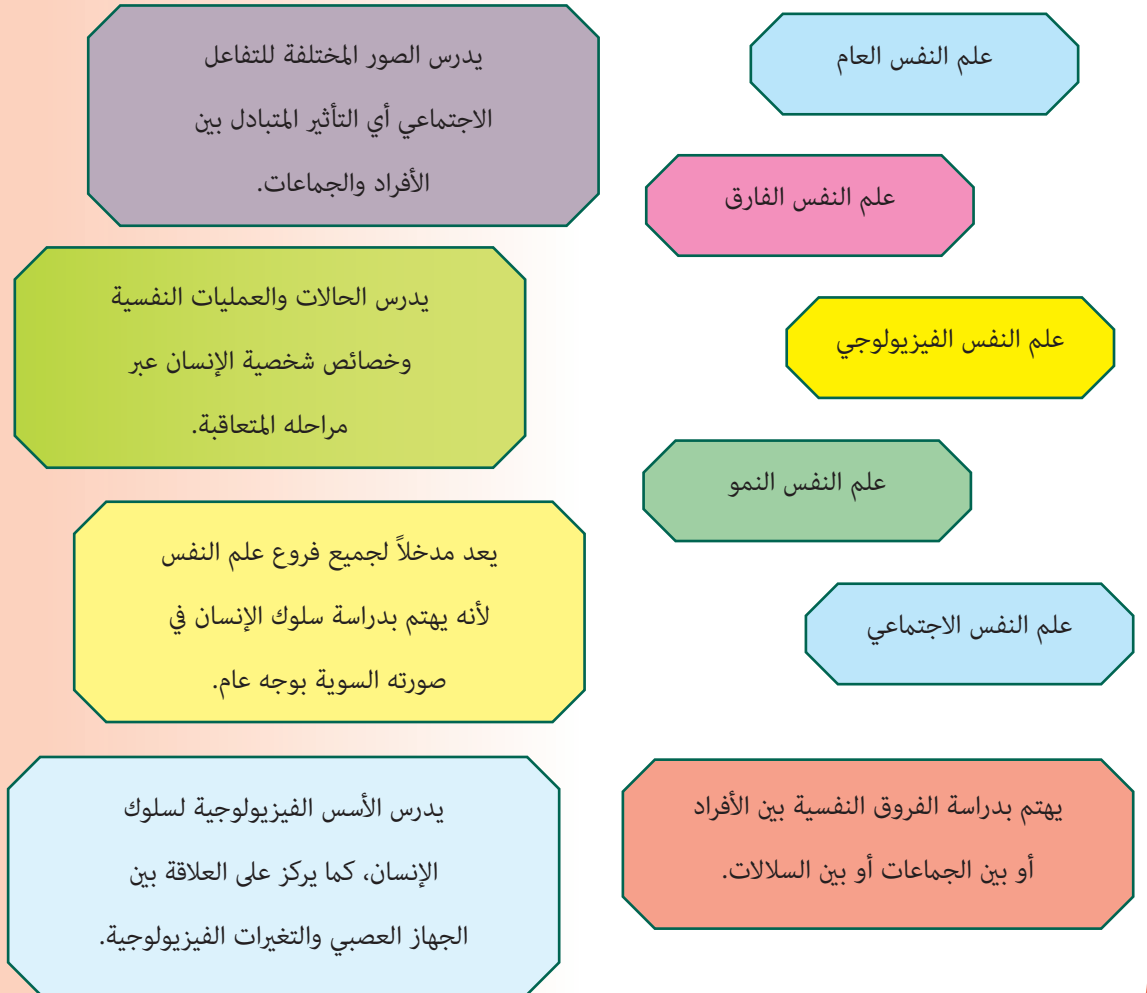 علم النفس العام
علم النفس الفارق
علم النفس الفيزيولوجي
علم النفس النمو
علم النفس الاجتماعي
يهتم بدراسة الفروق النفسية بين الأفراد
أو بين الجماعات أو بين السلالات.
يدرس الصور المختلفة للتفاعل
الاجتماعي أي التأثير المتبادل بين
الأفراد والجماعات.
يدرس الحالات والعمليات النفسية
وخصائص شخصية الإنسان عبر
مراحله المتعاقبة.
يعد مدخلاً لجميع فروع علم النفس
لأنه يهتم بدراسة سلوك الإنسان في
صورته السوية بوجه عام.
يدرس الأسس الفيزيولوجية لسلوك
الإنسان، كما يركز على العلاقة بين
الجهاز العصبي والتغيرات الفيزيولوجية.